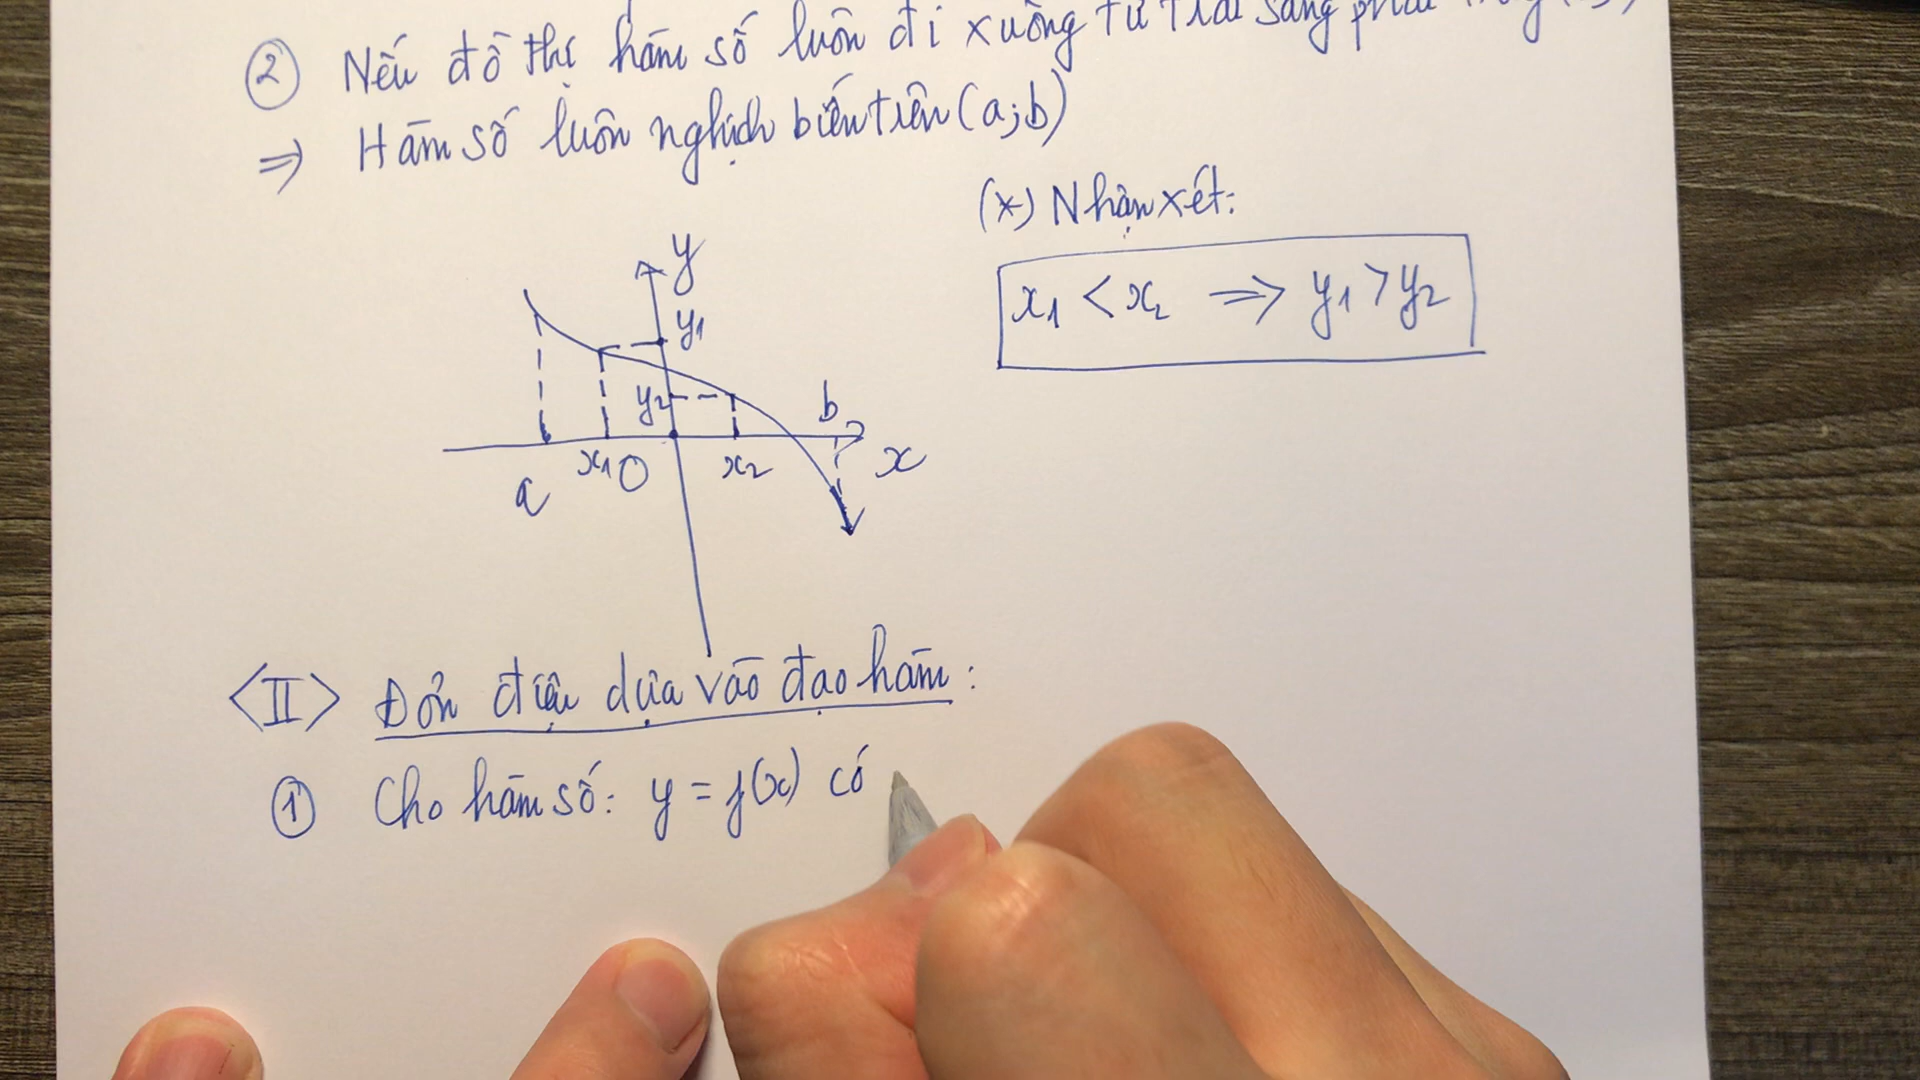 ② Nếu đồ thị hàm số luôn đi xuống từ trái sang phải
⇒ Hàm số luôn nghịch biến trên (a;b)
(*) Nhận xét:
x₁ < x₂ ⇒ y₁ > y₂
y
y₁
y₂
b
a x₁ O x₂ x
<II> Đơn điệu dựa vào đạo hàm:
① Cho hàm số: y = f(x) có